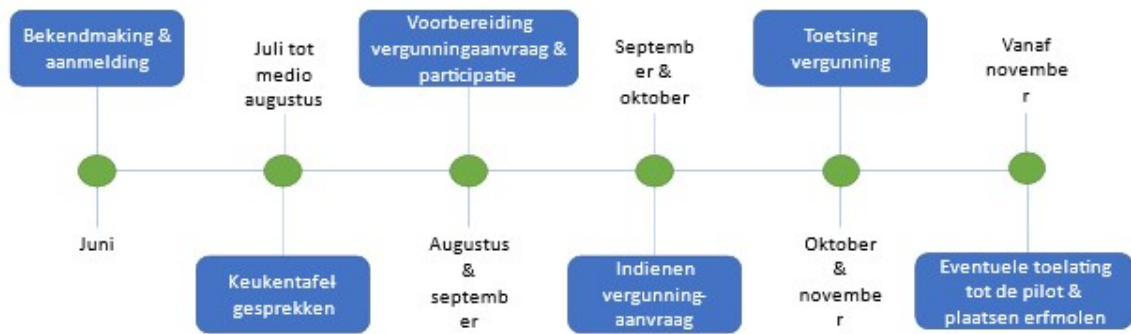 Bekendmaking &
aanmelding
Juni
Juli tot
medio
augustus
Keukentafel-
gesprekken
Voorbereiding
vergunningaanvraag &
participatie
Augustus
&
septemb
er
Septemb
er &
oktober
Indienen
vergunning-
aanvraag
Toetsing
vergunning
Oktober
&
novembe
r
Vanaf
novembe
r
Eventuele toelating
tot de pilot &
plaatsen erfmolen